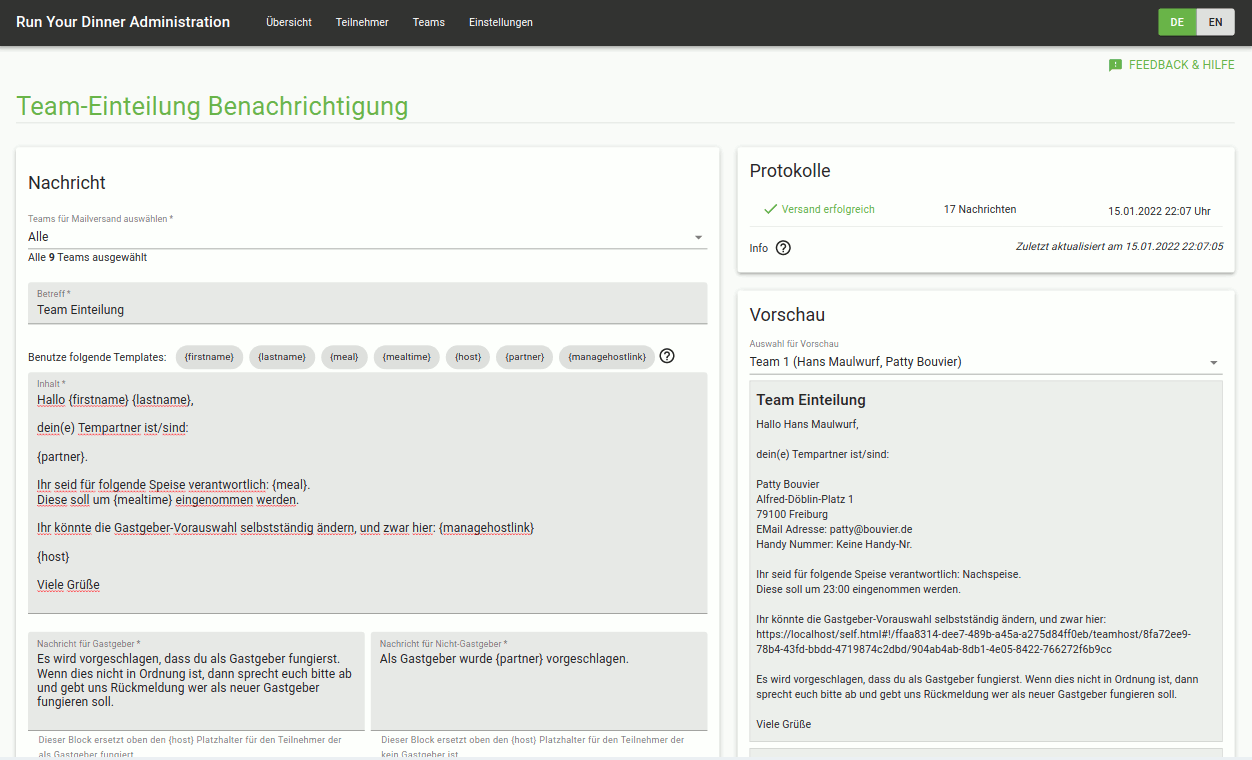 Run Your Dinner Administration
Übersicht
Teilnehmer
Teams
Einstellungen
DE
EN
FEEDBACK & HILFE
Team-Einteilung Benachrichtigung
Nachricht
Teams für Mailversand auswählen *
Alle
Alle 9 Teams ausgewählt
Betreff *
Team Einteilung
Benutze folgende Templates:
{firstname}
{lastname}
{meal}
{mealtime}
{host}
{partner}
{managehostlink}
Inhalt *
Hallo {firstname} {lastname},
dein(e) Tempartner ist/sind:
{partner}.
Ihr seid für folgende Speise verantwortlich: {meal}.
Diese soll um {mealtime} eingenommen werden.
Ihr könnte die Gastgeber-Vorauswahl selbstständig ändern, und zwar hier: {managehostlink}
{host}
Viele Grüße
Nachricht für Gastgeber *
Es wird vorgeschlagen, dass du als Gastgeber fungierst.
Wenn dies nicht in Ordnung ist, dann sprecht euch bitte ab
und gebt uns Rückmeldung wer als neuer Gastgeber
fungieren soll.
Dieser Block ersetzt oben den {host} Platzhalter für den Teilnehmer der
als Gastgeber fungiert
Nachricht für Nicht-Gastgeber *
Als Gastgeber wurde {partner} vorgeschlagen.
Dieser Block ersetzt oben den {host} Platzhalter für den Teilnehmer der
kein Gastgeber ist
Protokolle
Versand erfolgreich
17 Nachrichten
15.01.2022 22:07 Uhr
Info
Zuletzt aktualisiert am 15.01.2022 22:07:05
Vorschau
Auswahl für Vorschau
Team 1 (Hans Maulwurf, Patty Bouvier)
Team Einteilung
Hallo Hans Maulwurf,
dein(e) Tempartner ist/sind:
Patty Bouvier
Alfred-Döblin-Platz 1
79100 Freiburg
EMail Adresse: patty@bouvier.de
Handy Nummer: Keine Handy-Nr.
Ihr seid für folgende Speise verantwortlich: Nachspeise.
Diese soll um 23:00 eingenommen werden.
Ihr könnte die Gastgeber-Vorauswahl selbstständig ändern, und zwar hier:
https://localhost/self.html#!/ffaa8314-dee7-489b-a45a-a275d84ff0eb/teamhost/8fa72ee9-
78b4-43fd-bbdd-4719874c2dbd/904ab4ab-8db1-4e05-8422-766272f6b9cc
Es wird vorgeschlagen, dass du als Gastgeber fungierst. Wenn dies nicht in Ordnung ist, dann
sprecht euch bitte ab und gebt uns Rückmeldung wer als neuer Gastgeber fungieren soll.
Viele Grüße